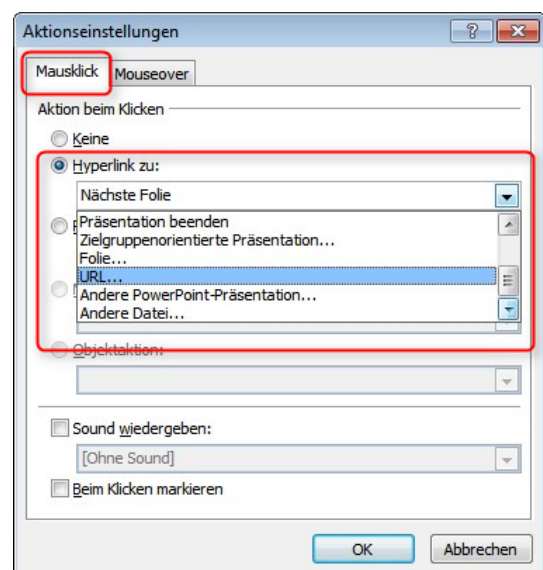 Aktionseinstellungen
Mausklick Mouseover
Aktion beim Klicken
Keine
Hyperlink zu:
Nächste Folie
Präsentation beenden
Zielgruppenorientierte Präsentation...
Folie...
URL...
Andere PowerPoint-Präsentation...
Andere Datei...
Objektaktion:
Sound wiedergeben:
[Ohne Sound]
Beim Klicken markieren
OK Abbrechen